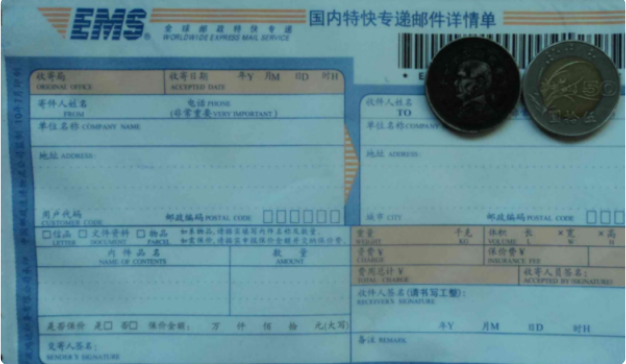 EMS®
全球邮政特快专递
WORLDWIDE EXPRESS MAIL SERVICE
国内特快专递邮件详情单
收寄局
ORIGINAL OFFICE
收寄日期 年Y 月M 日D 时H
ACCEPTED DATE
寄件人姓名
FROM
电话 PHONE
(非常重要 VERY IMPORTANT)
单位名称 COMPANY NAME
地址 ADDRESS:
用户代码
CUSTOMER CODE
邮政编码 POSTAL CODE
收件人姓名
TO
单位名称 COMPANY
地址 ADDRESS:
城市 CITY
邮政编码 POSTAL CODE
信函 文件资料 物品
LETTER DOCUMENT PARCEL
内件品名
NAME OF CONTENTS
数量
AMOUNT
是否保价 是 否 保价金额: 万 仟 佰 拾 元(大写)
交寄人签名:
SENDER'S SIGNATURE
重量 千克
WEIGHT KG
体积 长 ×宽 ×高
VOLUME L W H
资费 ¥
CHARGE
保价费 ¥
INSURANCE FEE
费用总计 ¥
TOTAL CHARGE
收寄人员签名:
ACCEPTED BY (SIGNATURE)
收件人签名(请书写工整):
RECEIVER'S SIGNATURE
年Y 月M 日D 时H
备注 REMARK
50